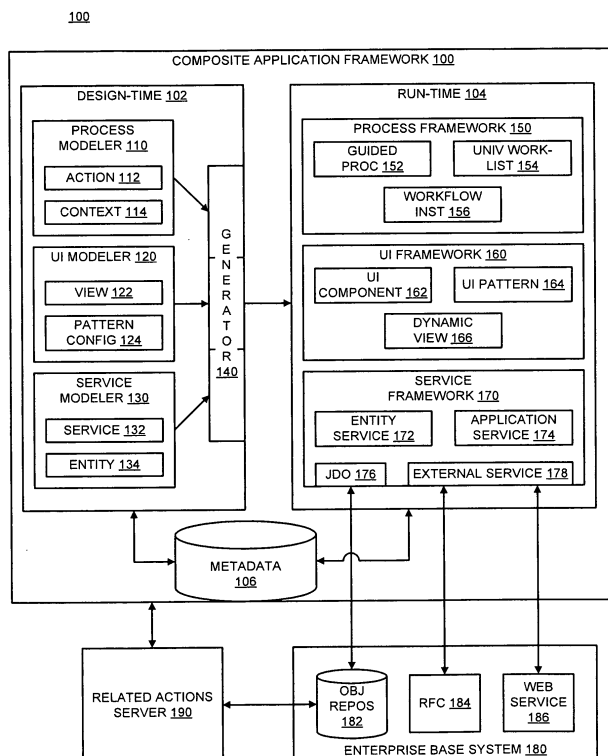 100
COMPOSITE APPLICATION FRAMEWORK 100
DESIGN-TIME 102
PROCESS
MODELER 110
ACTION 112
CONTEXT 114
UI MODELER 120
VIEW 122
PATTERN
CONFIG 124
SERVICE
MODELER 130
SERVICE 132
ENTITY 134
GENERATOR
140
RUN-TIME 104
PROCESS FRAMEWORK 150
GUIDED
PROC 152
UNIV WORK-
LIST 154
WORKFLOW
INST 156
UI FRAMEWORK 160
UI
COMPONENT 162
UI PATTERN 164
DYNAMIC
VIEW 166
SERVICE
FRAMEWORK 170
ENTITY
SERVICE 172
APPLICATION
SERVICE 174
JDO 176
EXTERNAL SERVICE 178
METADATA
106
RELATED ACTIONS
SERVER 190
OBJ
REPOS
182
RFC 184
WEB
SERVICE
186
ENTERPRISE BASE SYSTEM 180